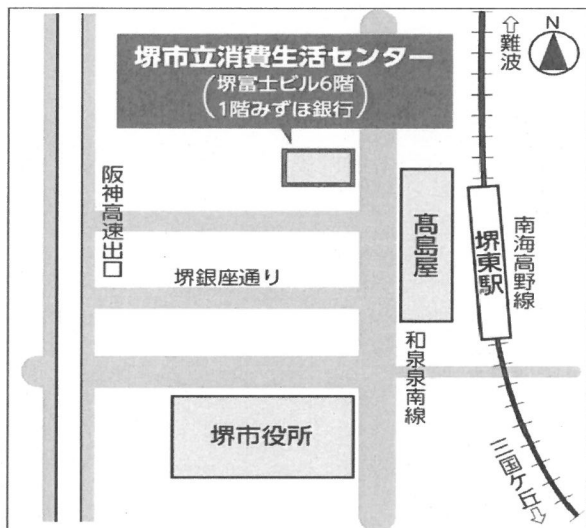 堺市立消費生活センター
(堺富士ビル6階
1階みずほ銀行)
⇧難波
N
阪神高速出口
髙島屋
堺東駅
南海高野線
堺銀座通り
和泉泉南線
堺市役所
三国ケ丘⇩